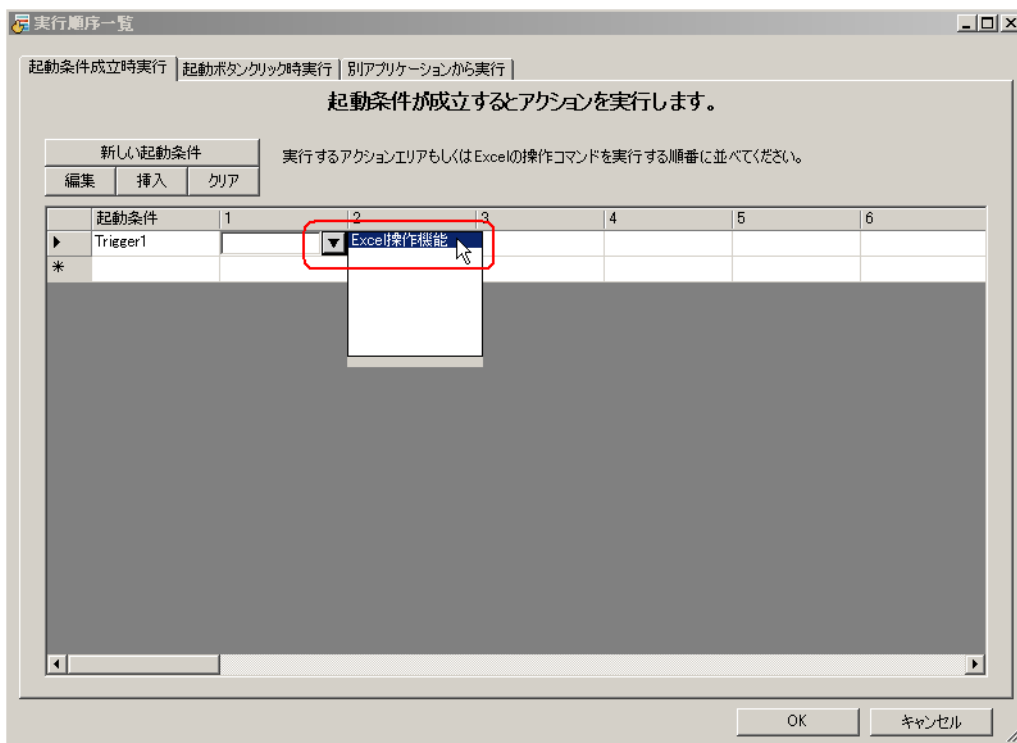 実行順序一覧
起動条件成立時実行 起動ボタンクリック時実行 別アプリケーションから実行
起動条件が成立するとアクションを実行します。
新しい起動条件
実行するアクションエリアもしくはExcelの操作コマンドを実行する順番に並べてください。
編集 挿入 クリア
起動条件 1 2 3 4 5 6
Trigger1 Excel操作機能
OK キャンセル